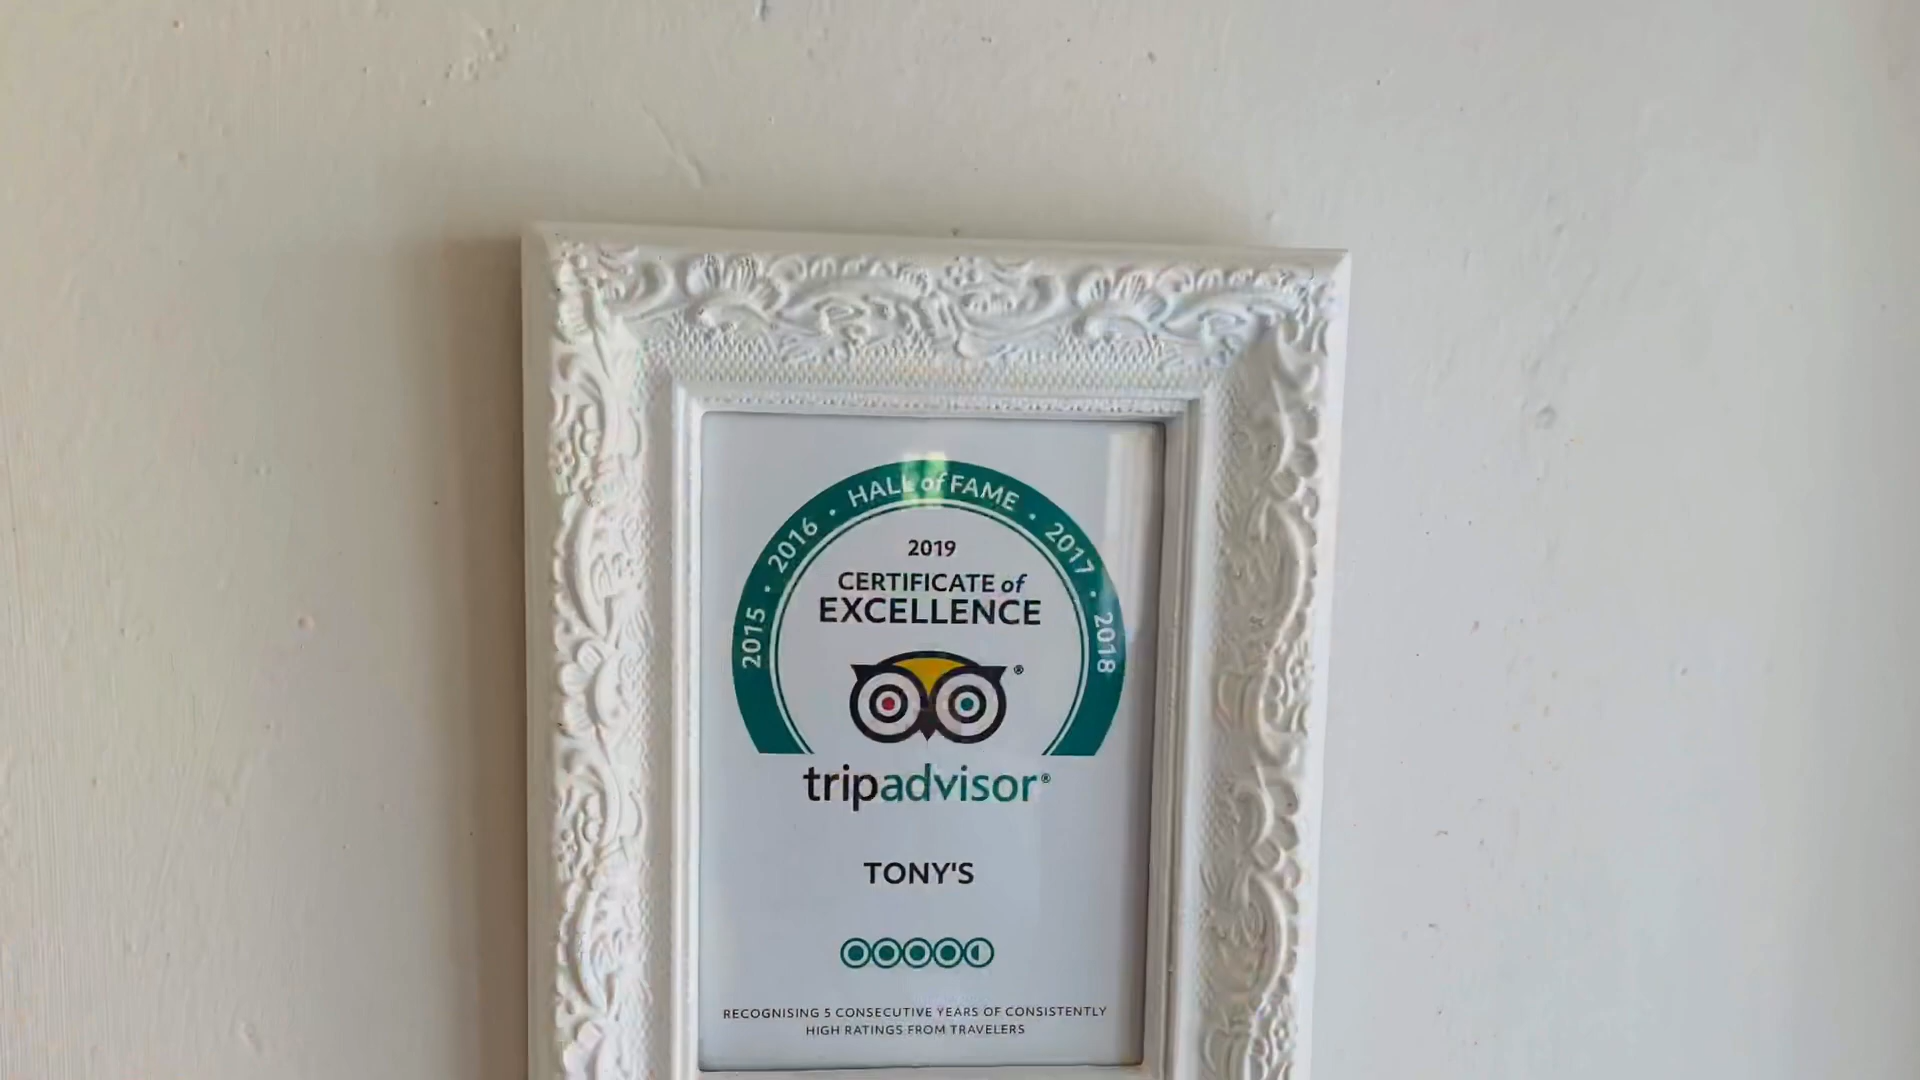 2015 · 2016 · HALL of FAME · 2017 · 2018
2019
CERTIFICATE of
EXCELLENCE
®
tripadvisor®
TONY'S
RECOGNISING 5 CONSECUTIVE YEARS OF CONSISTENTLY
HIGH RATINGS FROM TRAVELERS